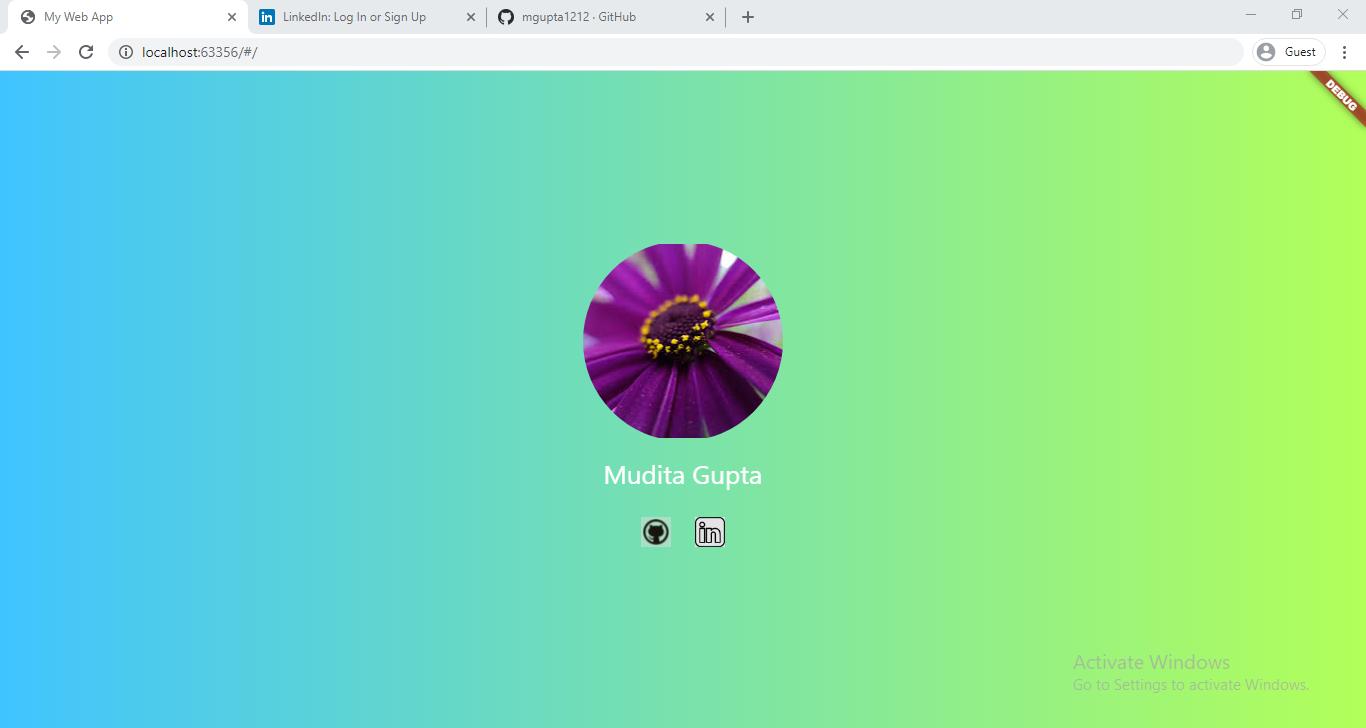 My Web App
LinkedIn: Log In or Sign Up
mgupta1212 · GitHub
localhost:63356/#/
Guest
DEBUG
Mudita Gupta
in
Activate Windows
Go to Settings to activate Windows.